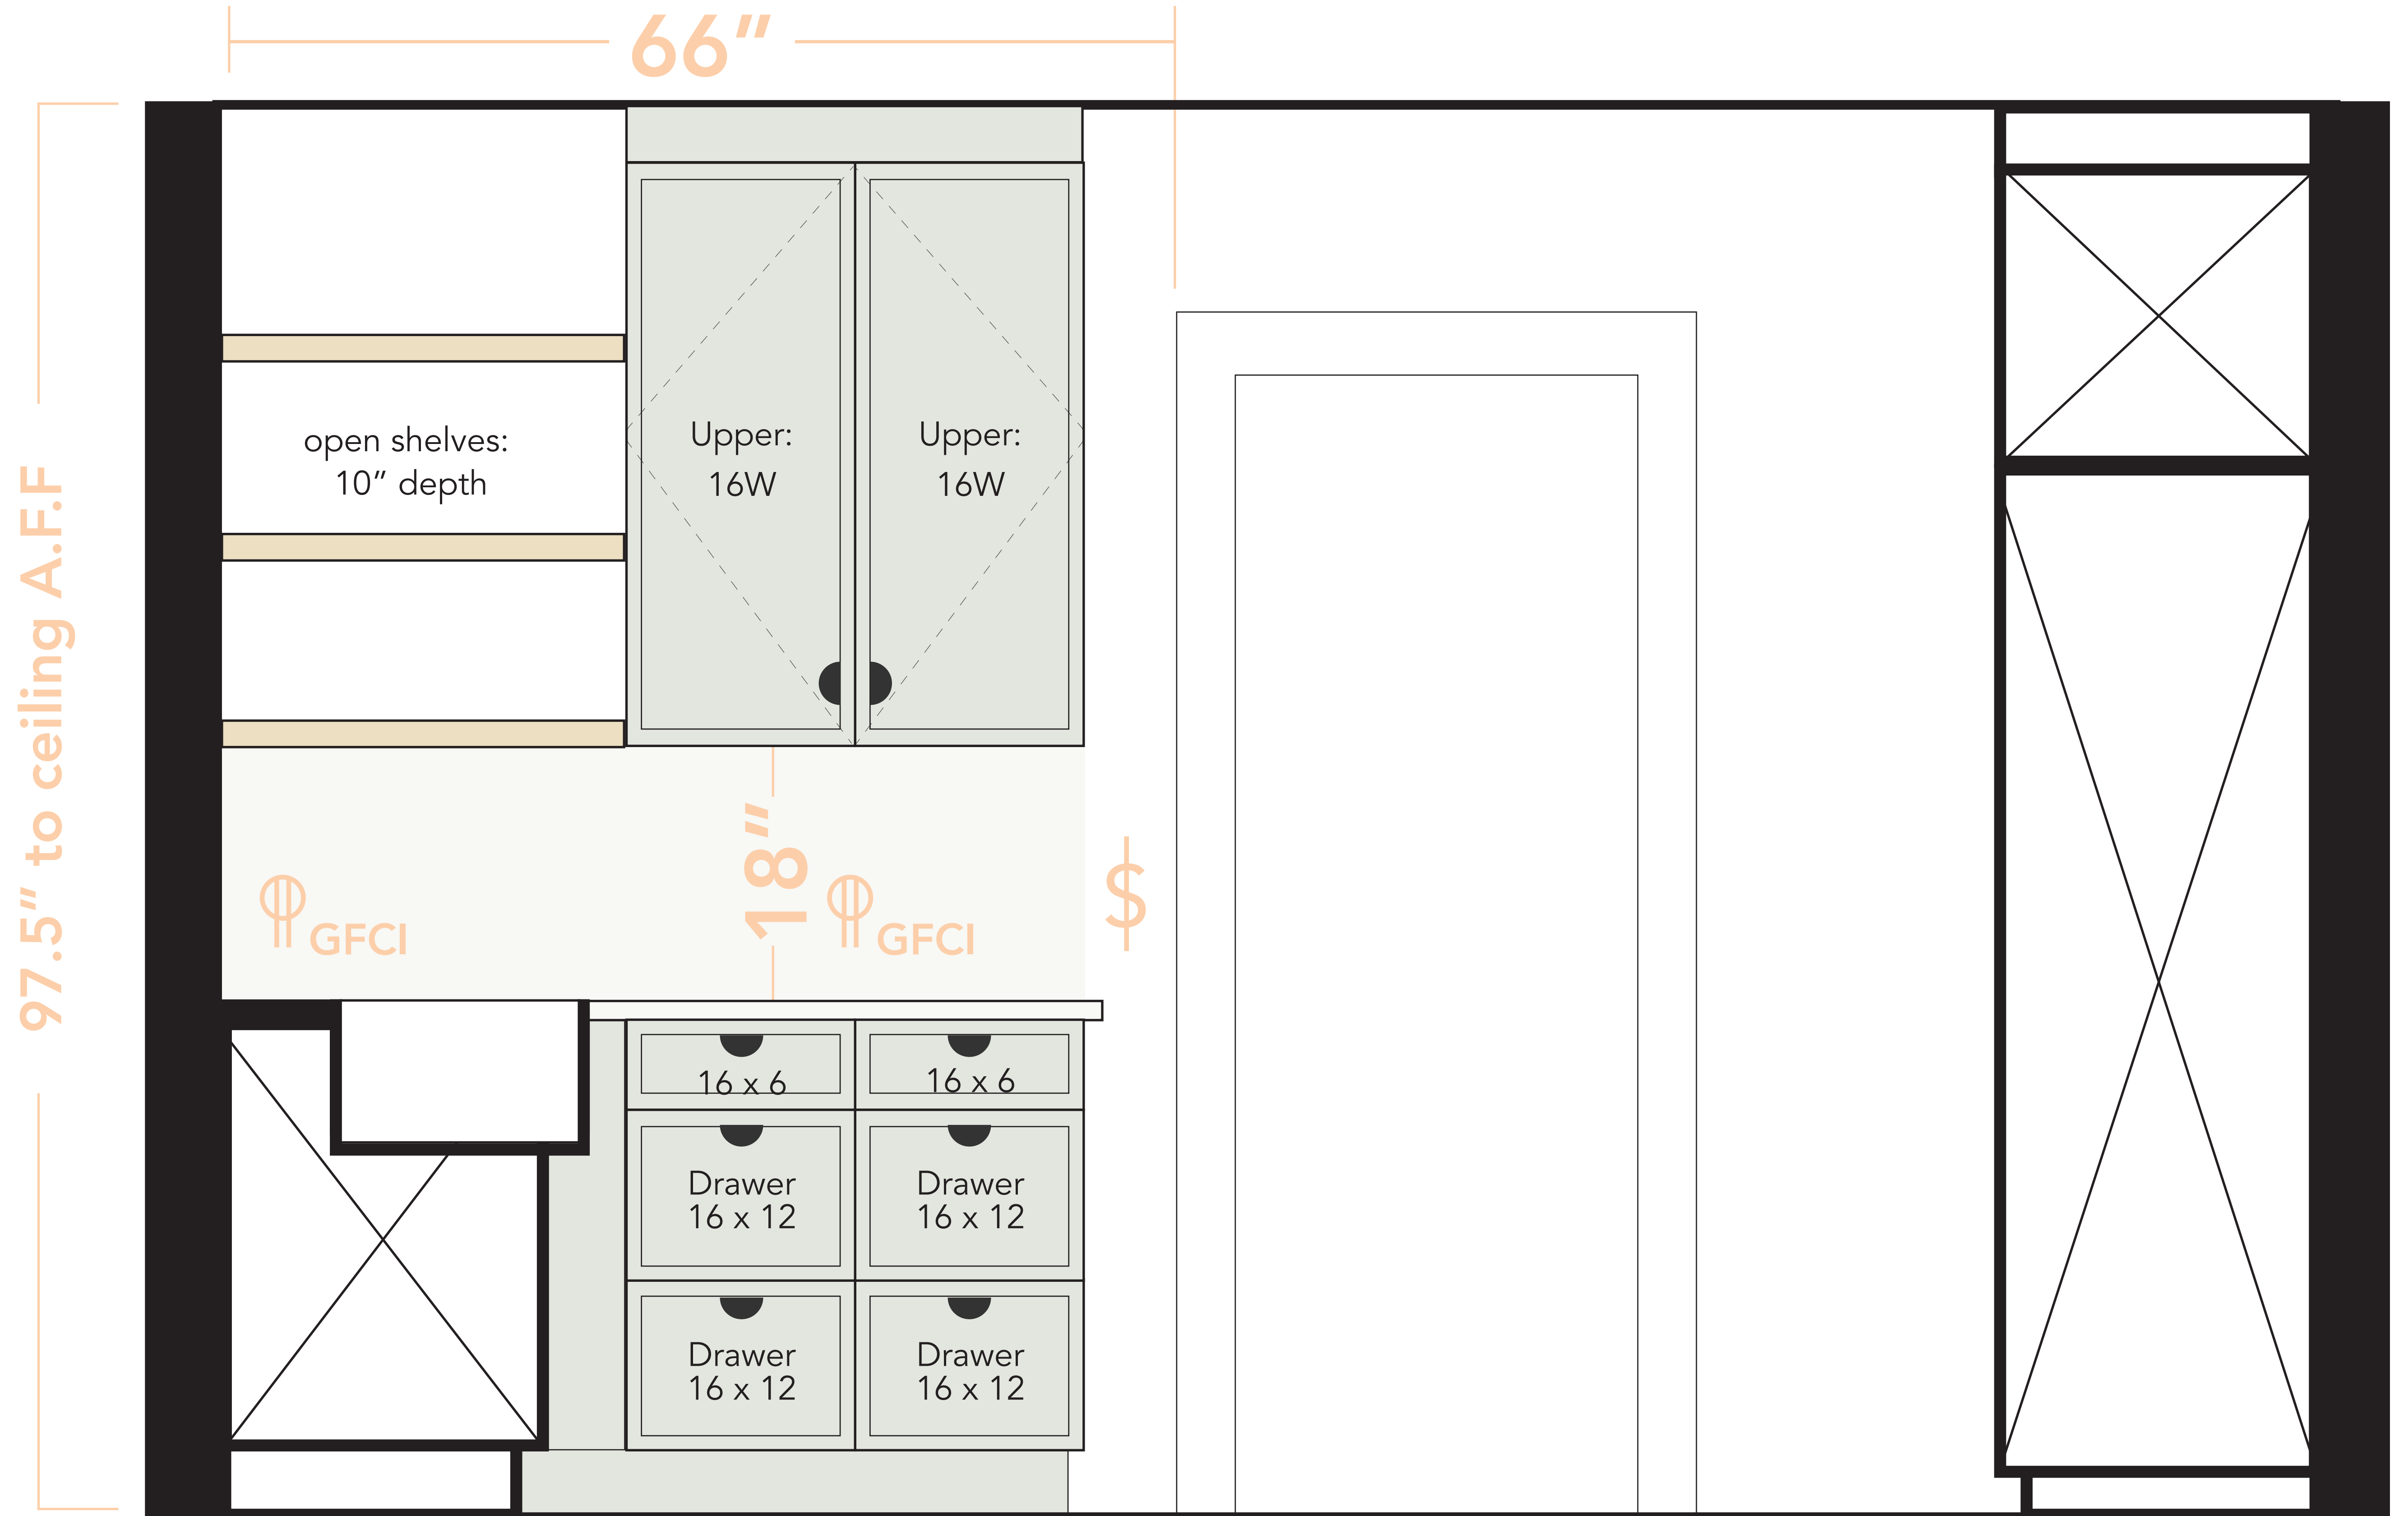 66”
97.5” to ceiling A.F.F
open shelves:
10” depth
Upper:
16W
Upper:
16W
18”
GFCI
GFCI
$
16 x 6
16 x 6
Drawer
16 x 12
Drawer
16 x 12
Drawer
16 x 12
Drawer
16 x 12